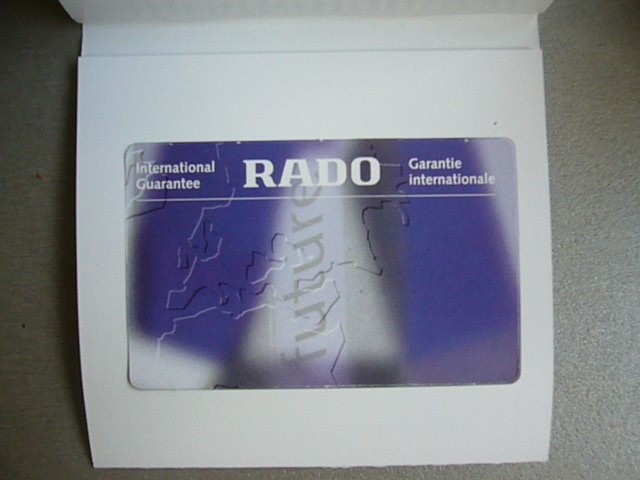 International
Guarantee
RADO
Garantie
internationale
future